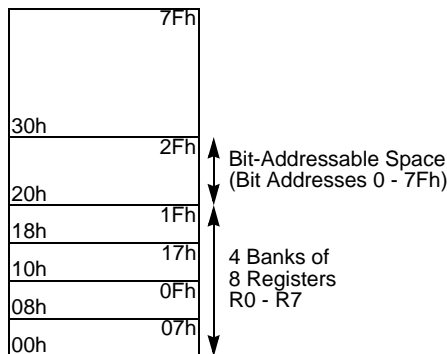 7Fh
30h
2Fh
20h
Bit-Addressable Space
(Bit Addresses 0 - 7Fh)
1Fh
18h
17h
10h
0Fh
08h
07h
00h
4 Banks of
8 Registers
R0 - R7